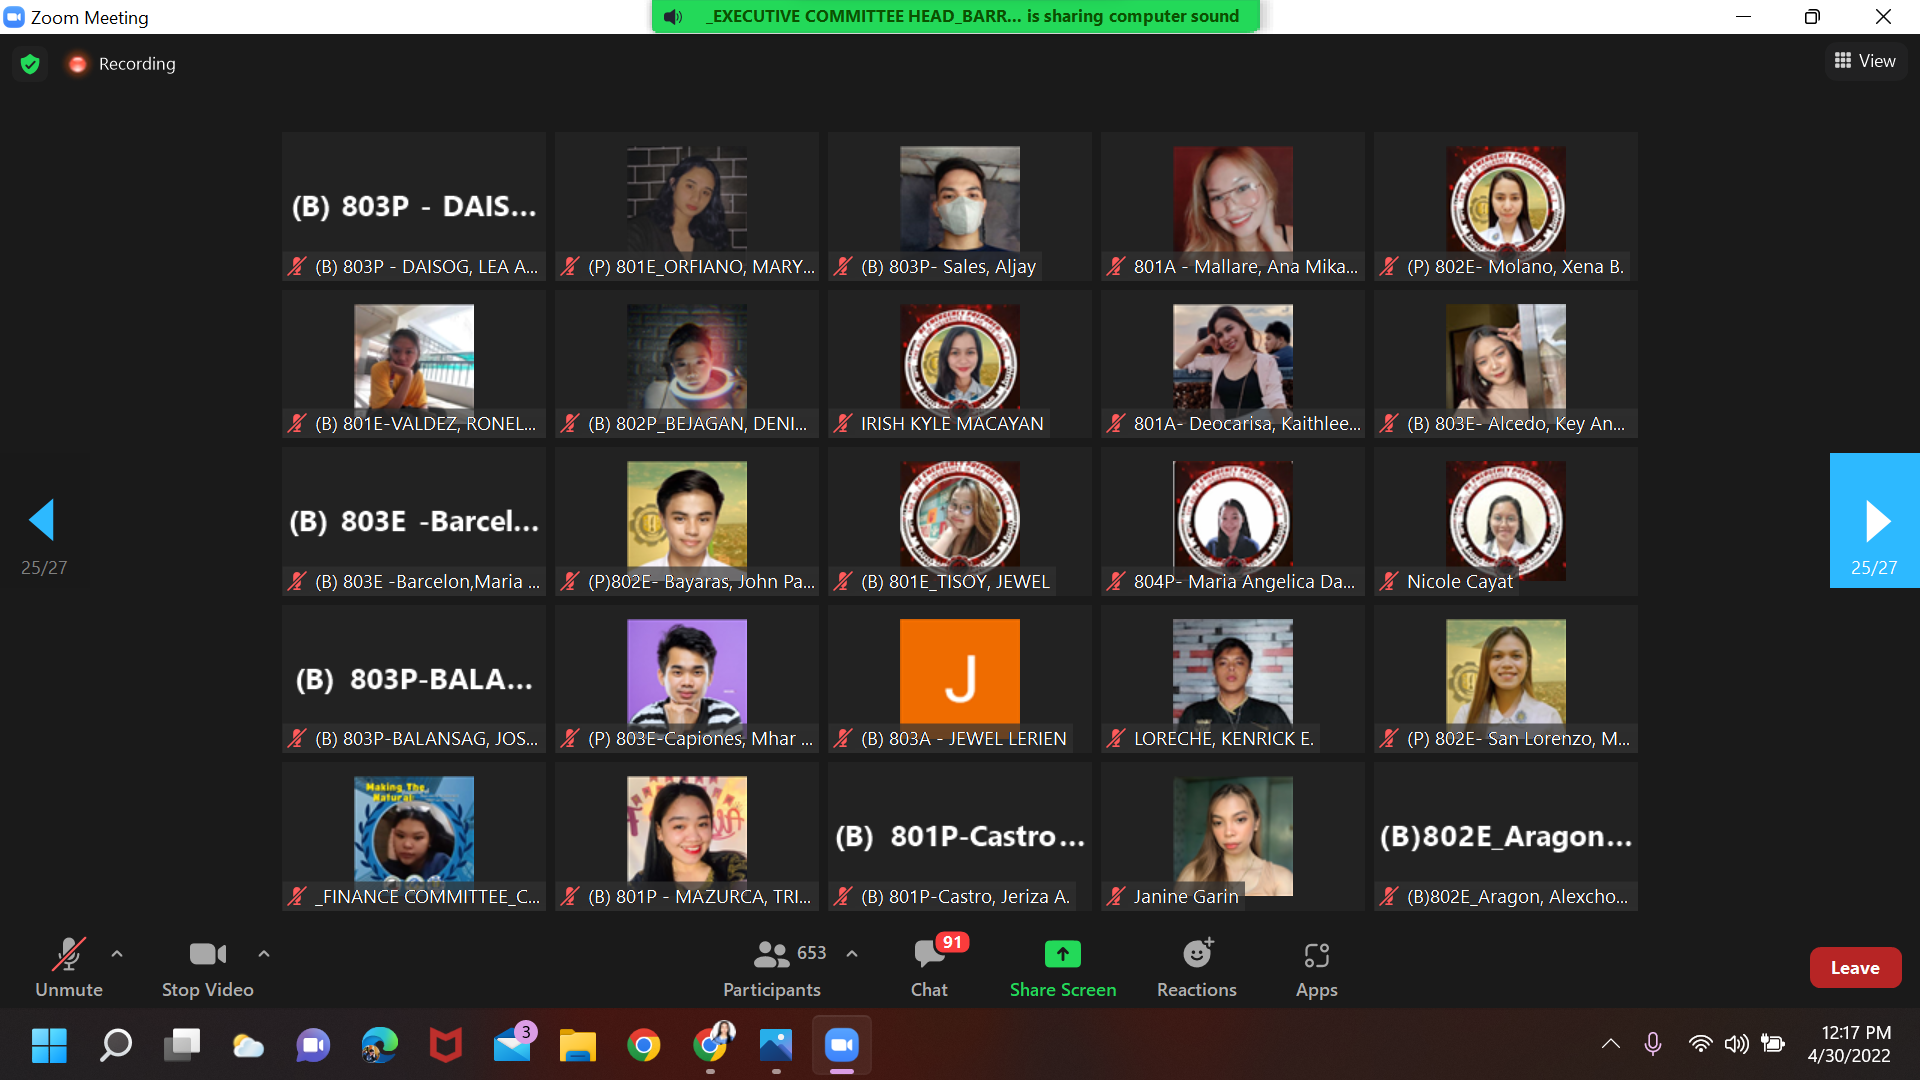 Zoom Meeting
_EXECUTIVE COMMITTEE HEAD_BARR... is sharing computer sound
Recording
View
(B) 803P - DAIS...
(B) 803P - DAISOG, LEA A...
(P) 801E_ORFIANO, MARY...
(B) 803P- Sales, Aljay
801A - Mallare, Ana Mika...
(P) 802E- Molano, Xena B.
(B) 801E-VALDEZ, RONEL...
(B) 802P_BEJAGAN, DENI...
IRISH KYLE MACAYAN
801A- Deocarisa, Kaithlee...
(B) 803E- Alcedo, Key An...
(B) 803E -Barcel...
(B) 803E -Barcelon,Maria ...
(P)802E- Bayaras, John Pa...
(B) 801E_TISOY, JEWEL
804P- Maria Angelica Da...
Nicole Cayat
25/27
25/27
(B) 803P-BALA...
J
(B) 803P-BALANSAG, JOS...
(P) 803E-Capiones, Mhar ...
(B) 803A - JEWEL LERIEN
LORECHE, KENRICK E.
(P) 802E- San Lorenzo, M...
Making The
Natural
(B) 801P-Castro...
(B)802E_Aragon...
_FINANCE COMMITTEE_C...
(B) 801P - MAZURCA, TRI...
(B) 801P-Castro, Jeriza A.
Janine Garin
(B)802E_Aragon, Alexcho...
Unmute
Stop Video
653
Participants
91
Chat
Share Screen
Reactions
Apps
Leave
3
12:17 PM
4/30/2022